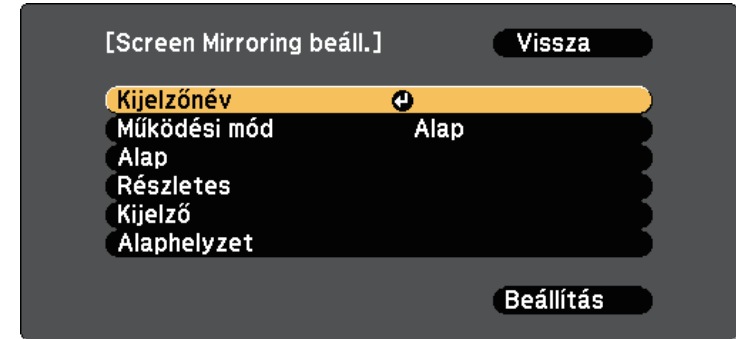 [Screen Mirroring beáll.] Vissza
Kijelzőnév
Működési mód Alap
Alap
Részletes
Kijelző
Alaphelyzet
Beállítás